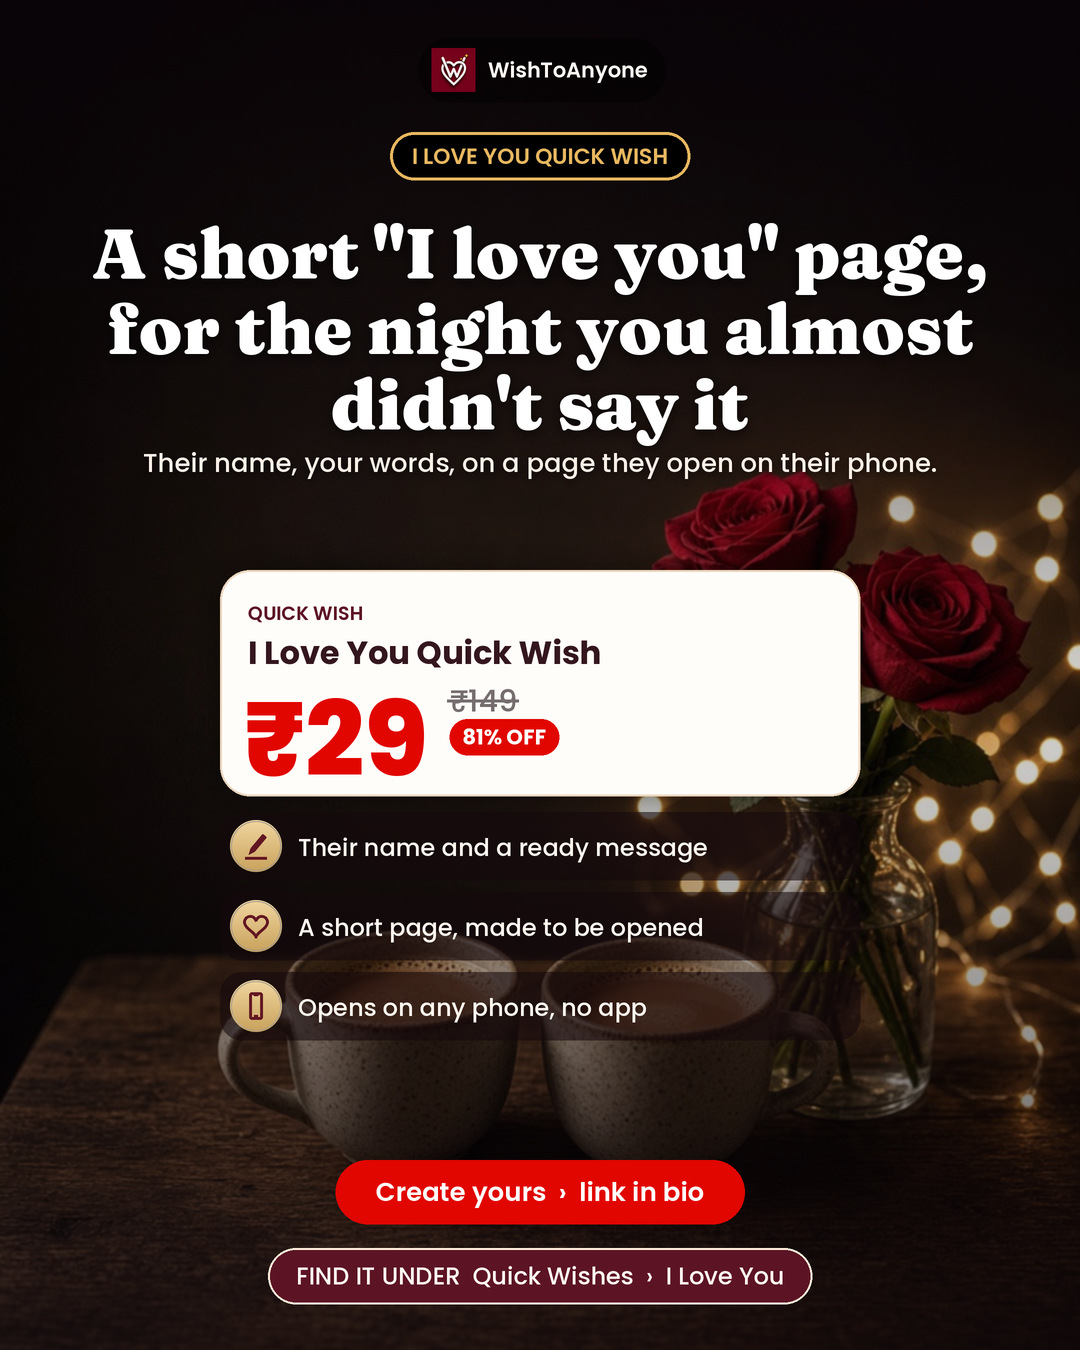 WishToAnyone
I LOVE YOU QUICK WISH
A short "I love you" page,
for the night you almost
didn't say it
Their name, your words, on a page they open on their phone.
QUICK WISH
I Love You Quick Wish
₹29
₹149
81% OFF
Their name and a ready message
A short page, made to be opened
Opens on any phone, no app
Create yours › link in bio
FIND IT UNDER Quick Wishes › I Love You